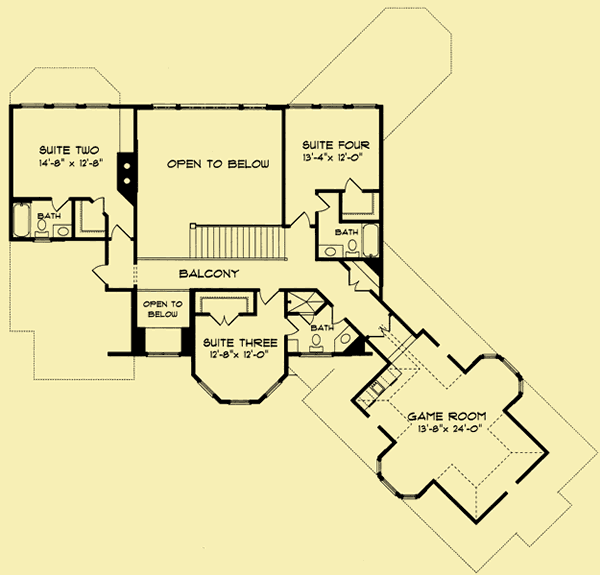 SUITE TWO
14'-8" x 12'-8"
OPEN TO BELOW
SUITE FOUR
13'-4" x 12'-0"
BATH
BATH
BALCONY
OPEN TO
BELOW
SUITE THREE
12'-8" x 12'-0"
BATH
GAME ROOM
13'-8" x 24'-0"